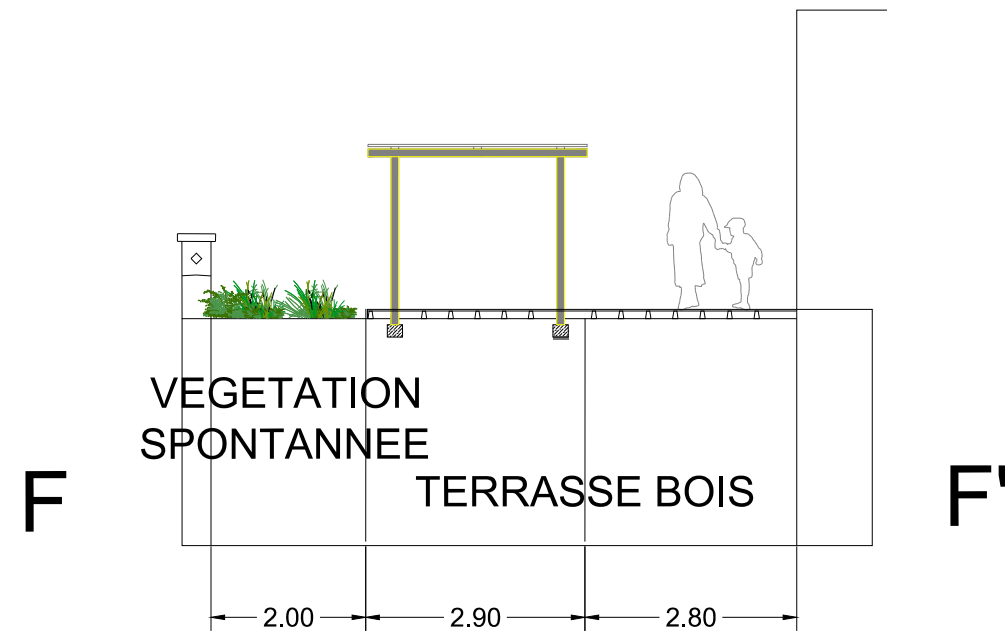 VEGETATION
SPONTANNEE
TERRASSE BOIS
F
F'
2.00
2.90
2.80